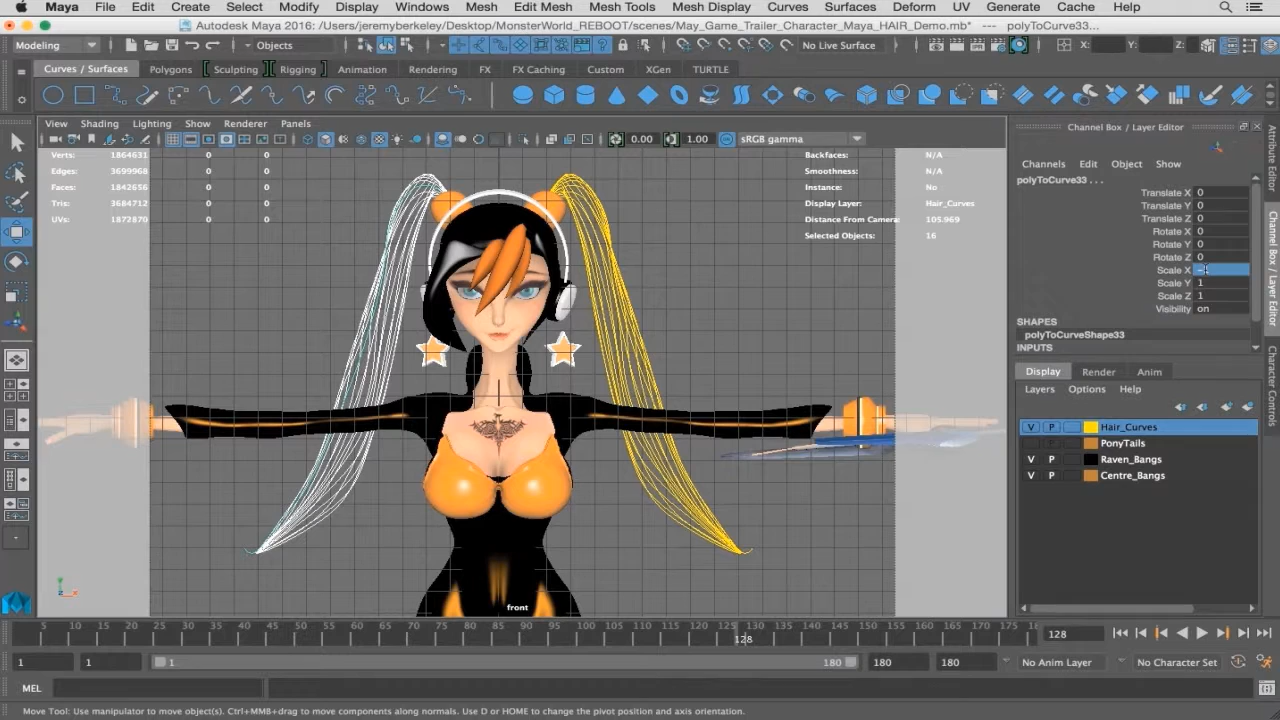 Maya File Edit Create Select Modify Display Windows Mesh Edit Mesh Mesh Tools Mesh Display Curves Surfaces Deform UV Generate Cache Help
Autodesk Maya 2016: /Users/jeremyberkeley/Desktop/MonsterWorld_REBOOT/scenes/May_Game_Trailer_Character_Maya_HAIR_Demo.mb* --- polyToCurve33...
Modeling Objects No Live Surface X: Y: Z:
Curves / Surfaces Polygons Sculpting Rigging Animation Rendering FX FX Caching Custom XGen TURTLE
View Shading Lighting Show Renderer Panels
0.00 1.00 sRGB gamma
Verts: 1864631 0 0
Edges: 3699968 0 0
Faces: 1842656 0 0
Tris: 3684712 0 0
UVs: 1872870 0 0
Backfaces: N/A
Smoothness: N/A
Instance: No
Display Layer: Hair_Curves
Distance From Camera: 105.969
Selected Objects: 16
front
Channel Box / Layer Editor
Channels Edit Object Show
polyToCurve33 . . .
Translate X 0
Translate Y 0
Translate Z 0
Rotate X 0
Rotate Y 0
Rotate Z 0
Scale X -
Scale Y 1
Scale Z 1
Visibility on
SHAPES
polyToCurveShape33
INPUTS
Display Render Anim
Layers Options Help
V P Hair_Curves
PonyTails
V P Raven_Bangs
V P Centre_Bangs
Attribute Editor
Channel Box / Layer Editor
Character Controls
5 10 15 20 25 30 35 40 45 50 55 60 65 70 75 80 85 90 95 100 105 110 115 120 125 128 130 135 140 145 150 155 160 165 170 175 18
128
1 1 1 180 180 180 No Anim Layer No Character Set
MEL
Move Tool: Use manipulator to move object(s). Ctrl+MMB+drag to move components along normals. Use D or HOME to change the pivot position and axis orientation.